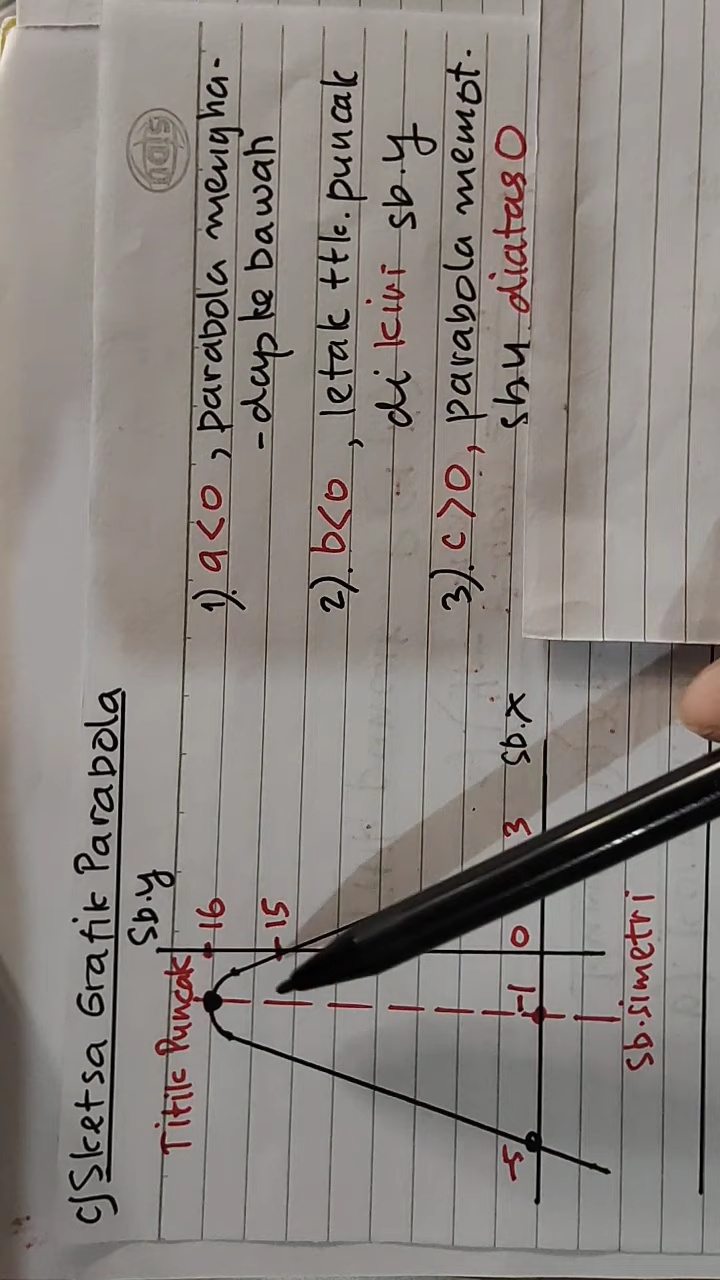 c) Sketsa Grafik Parabola
Sb.y
Titik Puncak
16
15
-5
-1
0
3
Sb.x
Sb.simetri
1). a<0, parabola mengha-
-dap ke bawah
2). b<0, letak ttk.puncak
di kiri sb.y
3). c>0, parabola memot.
sb.y diatas 0
SIDU